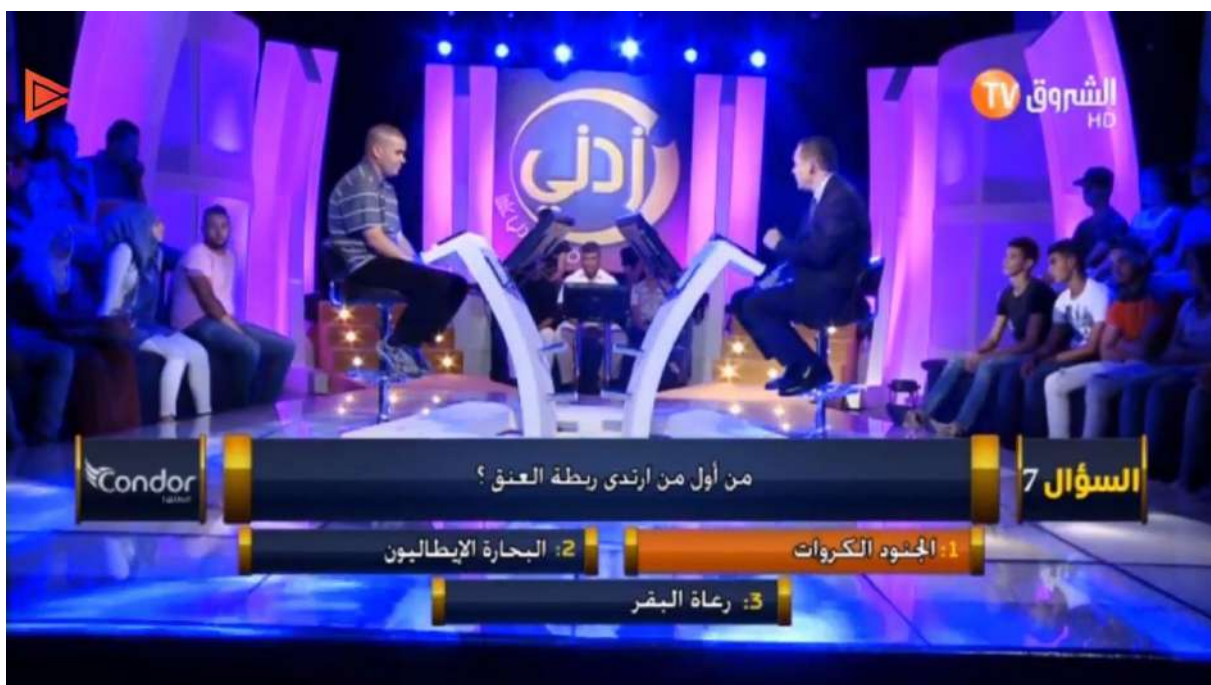 الشروق TV
HD
زدني
السؤال 7
من أول من ارتدى ربطة العنق ؟
Condor
1: الجنود الكروات
2: البحارة الإيطاليون
3: رعاة البقر